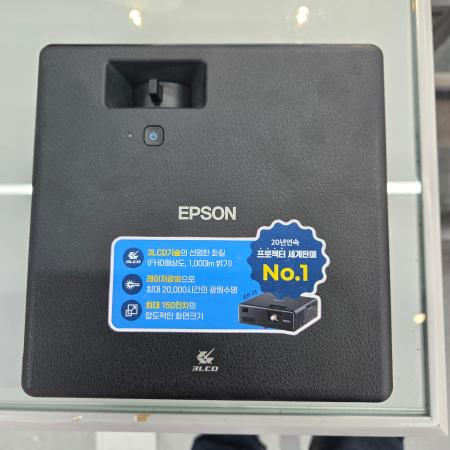 EPSON
3LCD기술의 선명한 화질
(FHD해상도, 1,000lm 밝기)
레이저광원으로
최대 20,000시간의 광원수명
최대 150인치의
압도적인 화면크기
20년연속
프로젝터 세계판매
No.1
EF-11
3LCD